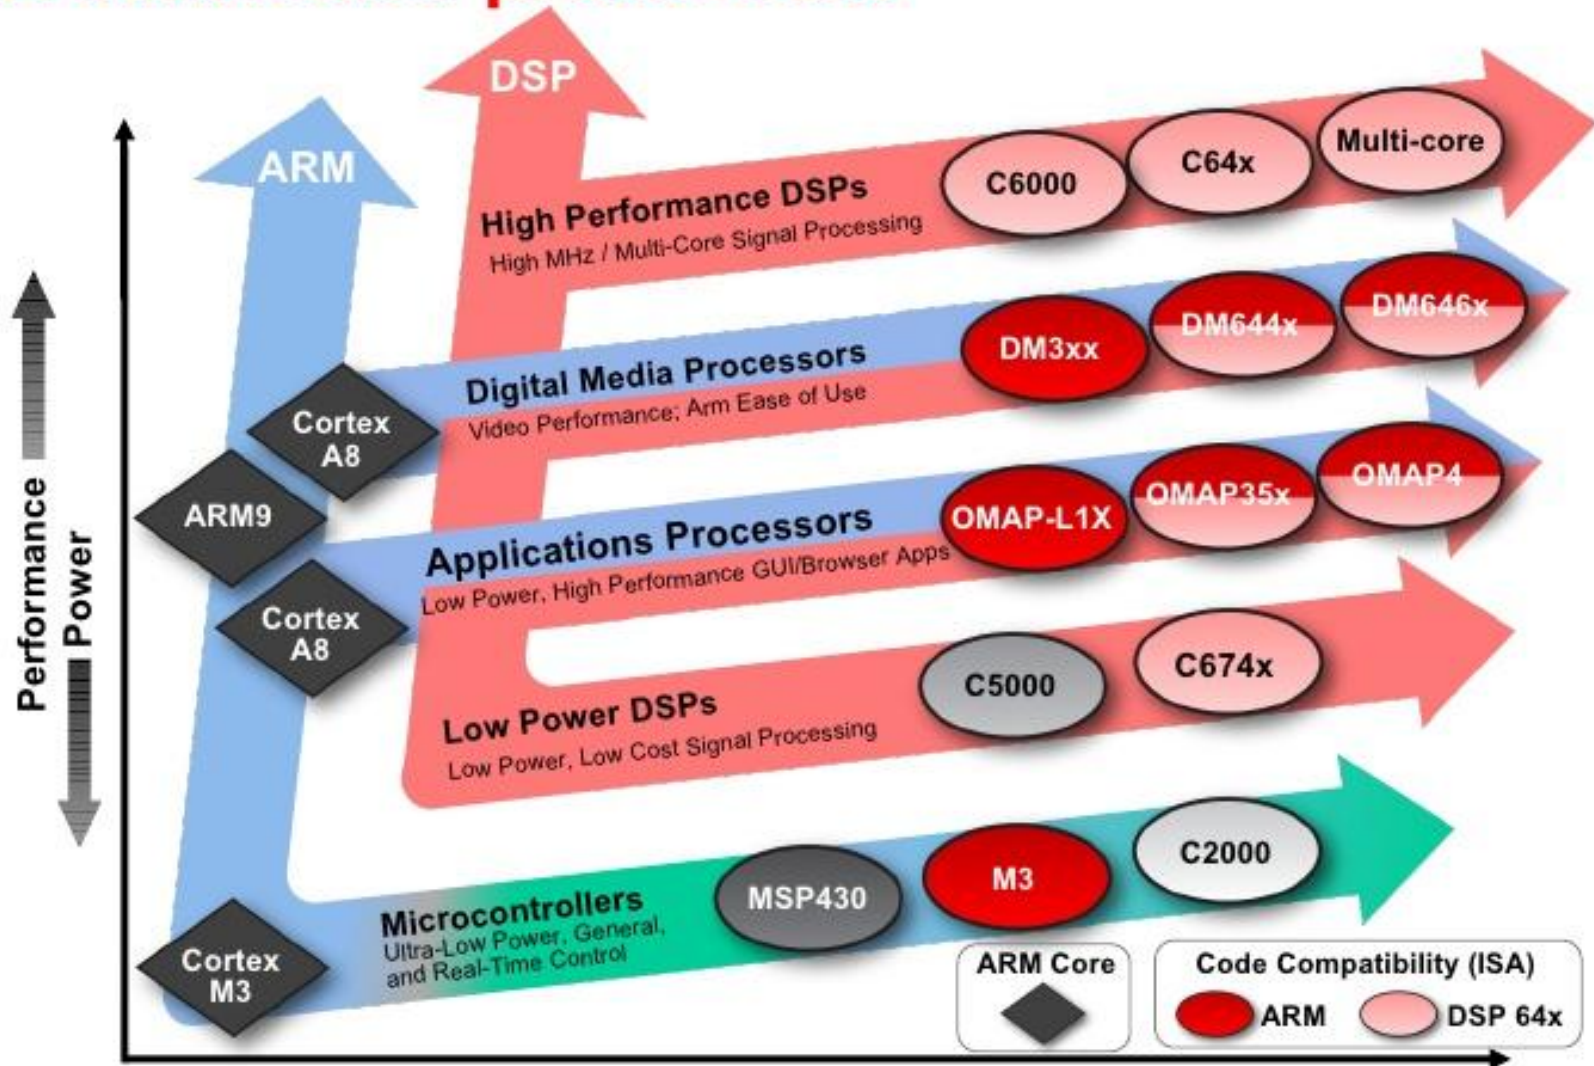 DSP
ARM
High Performance DSPs
High MHz / Multi-Core Signal Processing
C6000
C64x
Multi-core
Digital Media Processors
Video Performance; Arm Ease of Use
DM3xx
DM644x
DM646x
Cortex
A8
ARM9
Applications Processors
Low Power, High Performance GUI/Browser Apps
OMAP-L1X
OMAP35x
OMAP4
Cortex
A8
Performance
Power
Low Power DSPs
Low Power, Low Cost Signal Processing
C5000
C674x
Microcontrollers
Ultra-Low Power, General,
and Real-Time Control
MSP430
M3
C2000
Cortex
M3
ARM Core
Code Compatibility (ISA)
ARM
DSP 64x